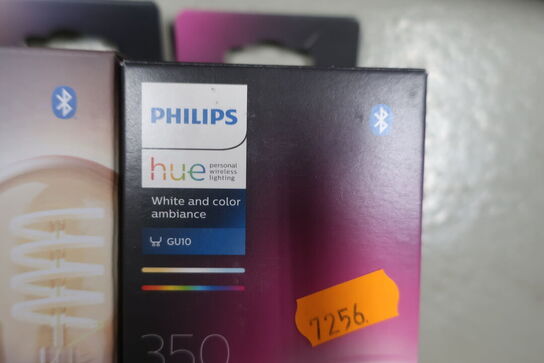 PHILIPS
hue personal
wireless
lighting
White and color
ambiance
GU10
350
7256.